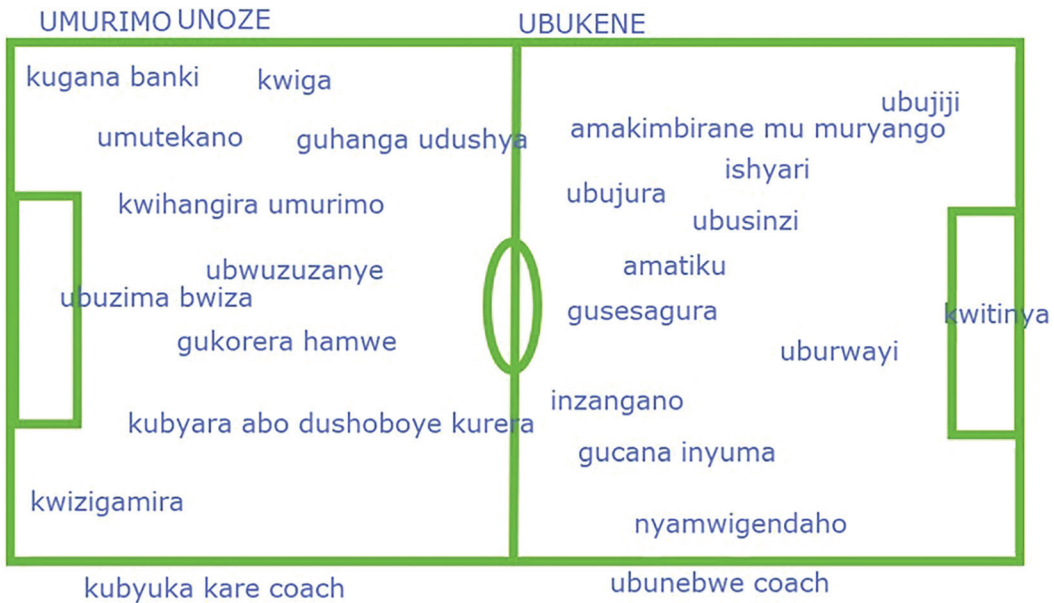 UMURIMO UNOZE
kugana banki
kwiga
umutekano
guhanga udushya
kwihangira umurimo
ubwuzuzanye
ubuzima bwiza
gukorera hamwe
kubyara abo dushoboye kurera
kwizigamira
kubyuka kare coach
UBUKENE
ubujiji
amakimbirane mu muryango
ishyari
ubujura
ubusinzi
amatiku
gusesagura
kwitinya
uburwayi
inzangano
gucana inyuma
nyamwigendaho
ubunebwe coach